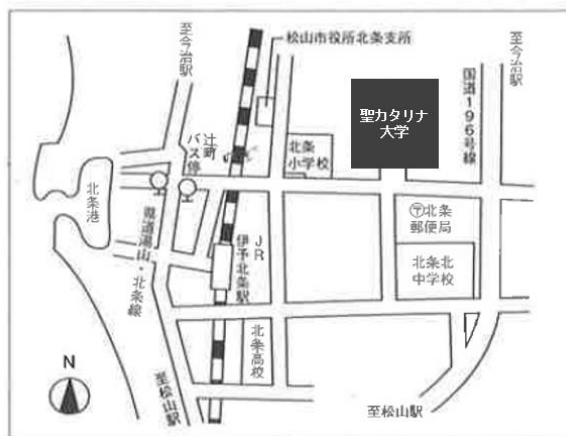 至今治駅
松山市役所北条支所
至今治駅
国道196号線
聖カタリナ
大学
辻町
バス停
北条
小学校
北条港
〒北条
郵便局
県道湯山・北条線
JR
伊予北条駅
北条北
中学校
北条高校
N
至松山駅
至松山駅